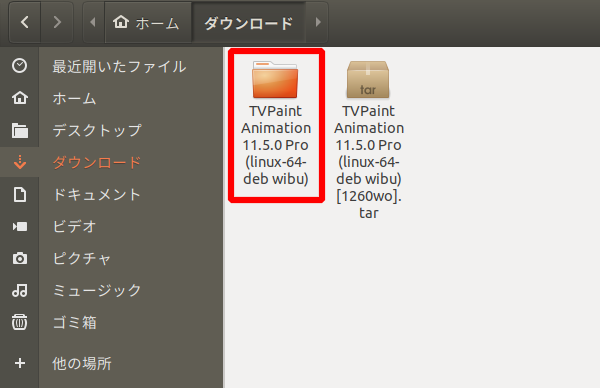 ホーム
ダウンロード
最近開いたファイル
ホーム
デスクトップ
ダウンロード
ドキュメント
ビデオ
ピクチャ
ミュージック
ゴミ箱
他の場所
TVPaint
Animation
11.5.0 Pro
(linux-64-
deb wibu)
tar
TVPaint
Animation
11.5.0 Pro
(linux-64-
deb wibu)
[1260wo].
tar